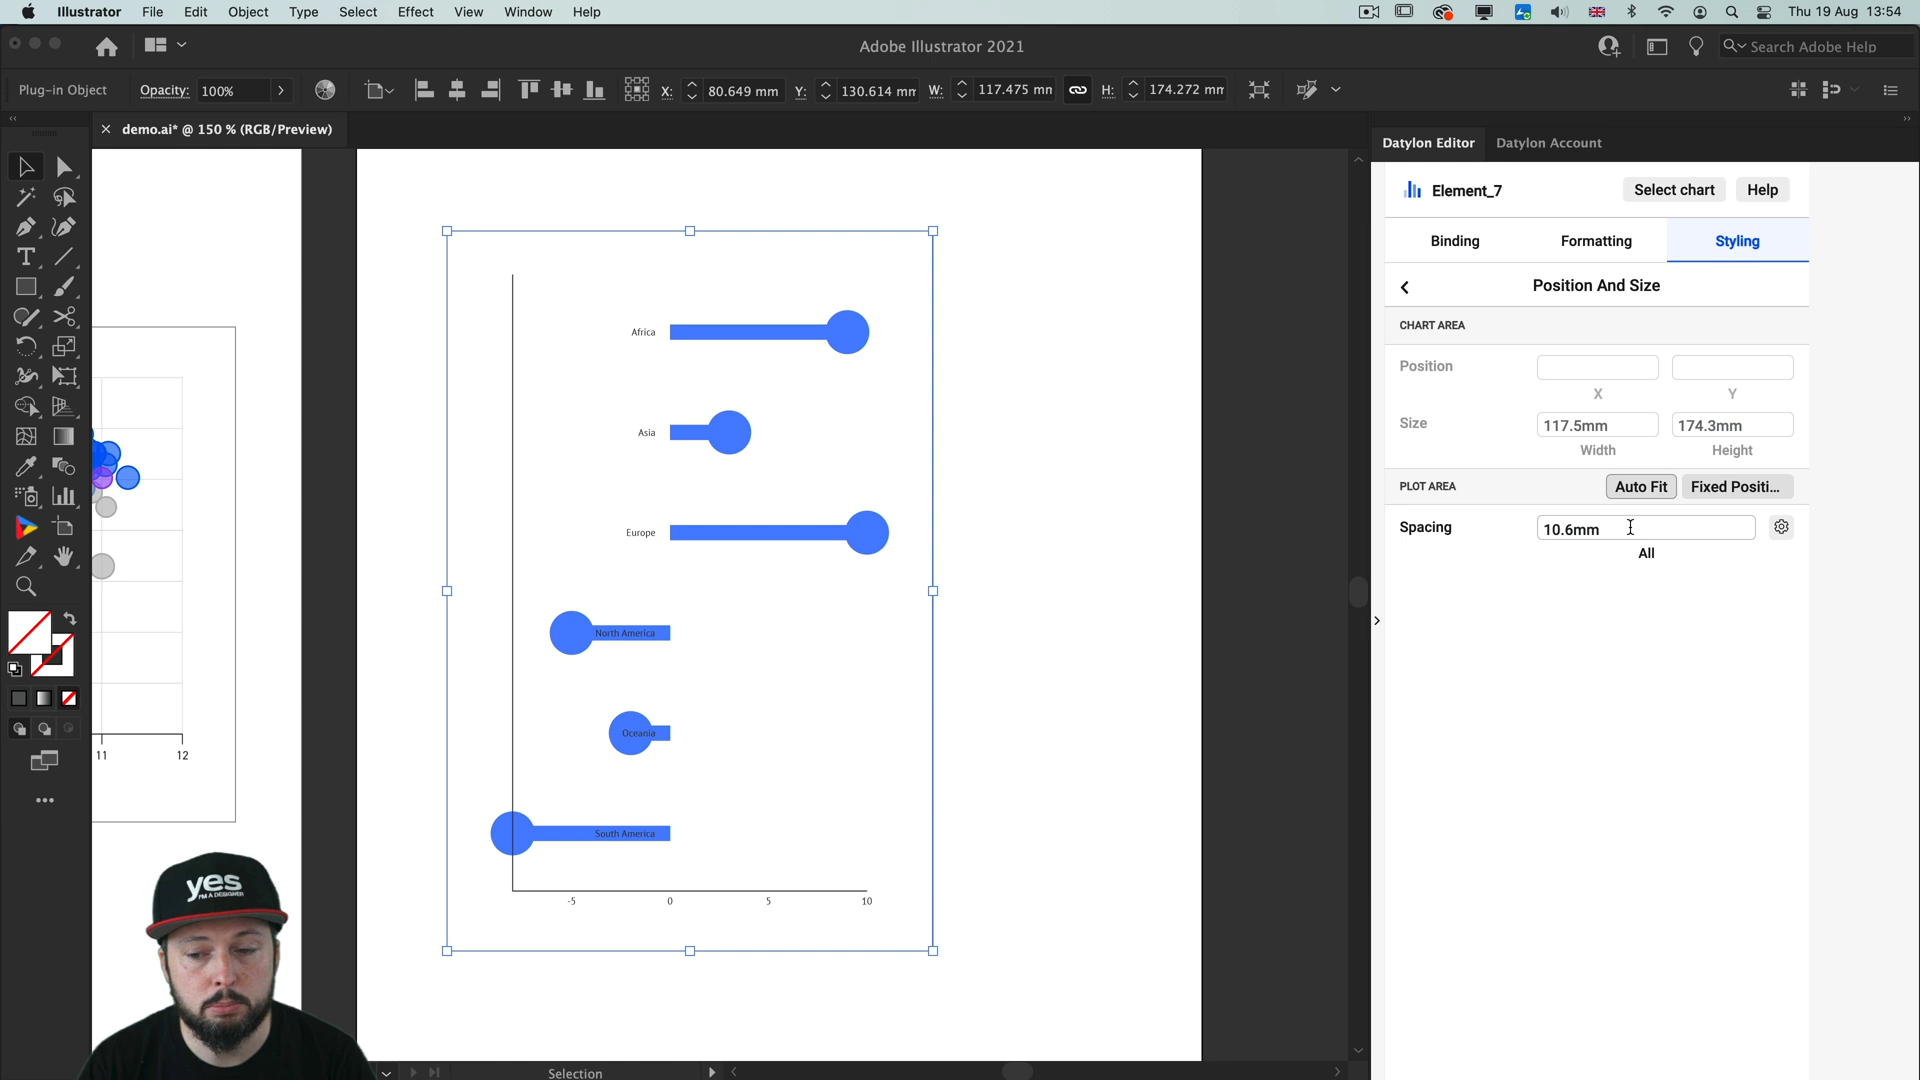 Illustrator File Edit Object Type Select Effect View Window Help
Thu 19 Aug 13:54
Adobe Illustrator 2021
Search Adobe Help
Plug-in Object
Opacity: 100%
X: 80.649 mm Y: 130.614 mm W: 117.475 mm H: 174.272 mm
demo.ai* @ 150 % (RGB/Preview)
Datylon Editor
Datylon Account
Element_7
Select chart
Help
Binding
Formatting
Styling
Position And Size
CHART AREA
Position
X
Y
Size
117.5mm
174.3mm
Width
Height
PLOT AREA
Auto Fit
Fixed Positi...
Spacing
10.6mm
All
Africa
Asia
Europe
North America
Oceania
South America
-5 0 5 10
11 12
yes
I'M A DESIGNER
Selection